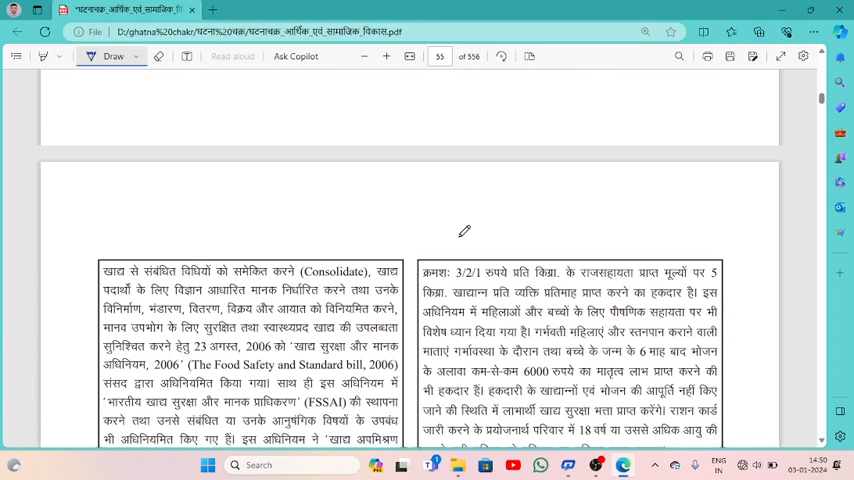 *घटनाचक्र_आर्थिक_एवं_सामाजिक_वि
File
D:/ghatna%20chakr/घटना%20चक्र/घटनाचक्र_आर्थिक_एवं_सामाजिक_विकास.pdf
Draw
Read aloud
Ask Copilot
55
of 556
खाद्य से संबंधित विधियों को समेकित करने (Consolidate), खाद्य
पदार्थों के लिए विज्ञान आधारित मानक निर्धारित करने तथा उनके
विनिर्माण, भंडारण, वितरण, विक्रय और आयात को विनियमित करने,
मानव उपभोग के लिए सुरक्षित तथा स्वास्थ्यप्रद खाद्य की उपलब्धता
सुनिश्चित करने हेतु 23 अगस्त, 2006 को 'खाद्य सुरक्षा और मानक
अधिनियम, 2006' (The Food Safety and Standard bill, 2006)
संसद द्वारा अधिनियमित किया गया। साथ ही इस अधिनियम में
'भारतीय खाद्य सुरक्षा और मानक प्राधिकरण' (FSSAI) की स्थापना
करने तथा उनसे संबंधित या उनके आनुषंगिक विषयों के उपबंध
भी अधिनियमित किए गए हैं। इस अधिनियम ने 'खाद्य अपमिश्रण
क्रमश: 3/2/1 रुपये प्रति किग्रा. के राजसहायता प्राप्त मूल्यों पर 5
किग्रा. खाद्यान्न प्रति व्यक्ति प्रतिमाह प्राप्त करने का हकदार है। इस
अधिनियम में महिलाओं और बच्चों के लिए पौषणिक सहायता पर भी
विशेष ध्यान दिया गया है। गर्भवती महिलाएं और स्तनपान कराने वाली
माताएं गर्भावस्था के दौरान तथा बच्चे के जन्म के 6 माह बाद भोजन
के अलावा कम-से-कम 6000 रुपये का मातृत्व लाभ प्राप्त करने की
भी हकदार हैं। हकदारी के खाद्यान्नों एवं भोजन की आपूर्ति नहीं किए
जाने की स्थिति में लाभार्थी खाद्य सुरक्षा भत्ता प्राप्त करेंगे। राशन कार्ड
जारी करने के प्रयोजनार्थ परिवार में 18 वर्ष या उससे अधिक आयु की
Search
ENG
IN
14:50
03-01-2024